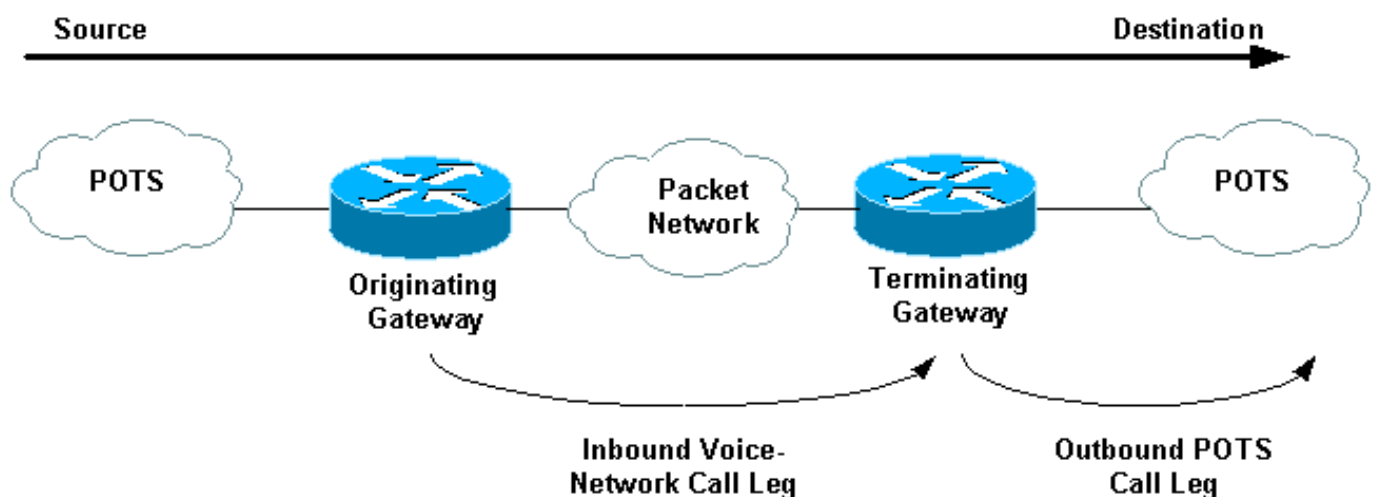 Source
Destination
POTS
Packet
Network
POTS
Originating
Gateway
Terminating
Gateway
Inbound Voice-
Network Call Leg
Outbound POTS
Call Leg